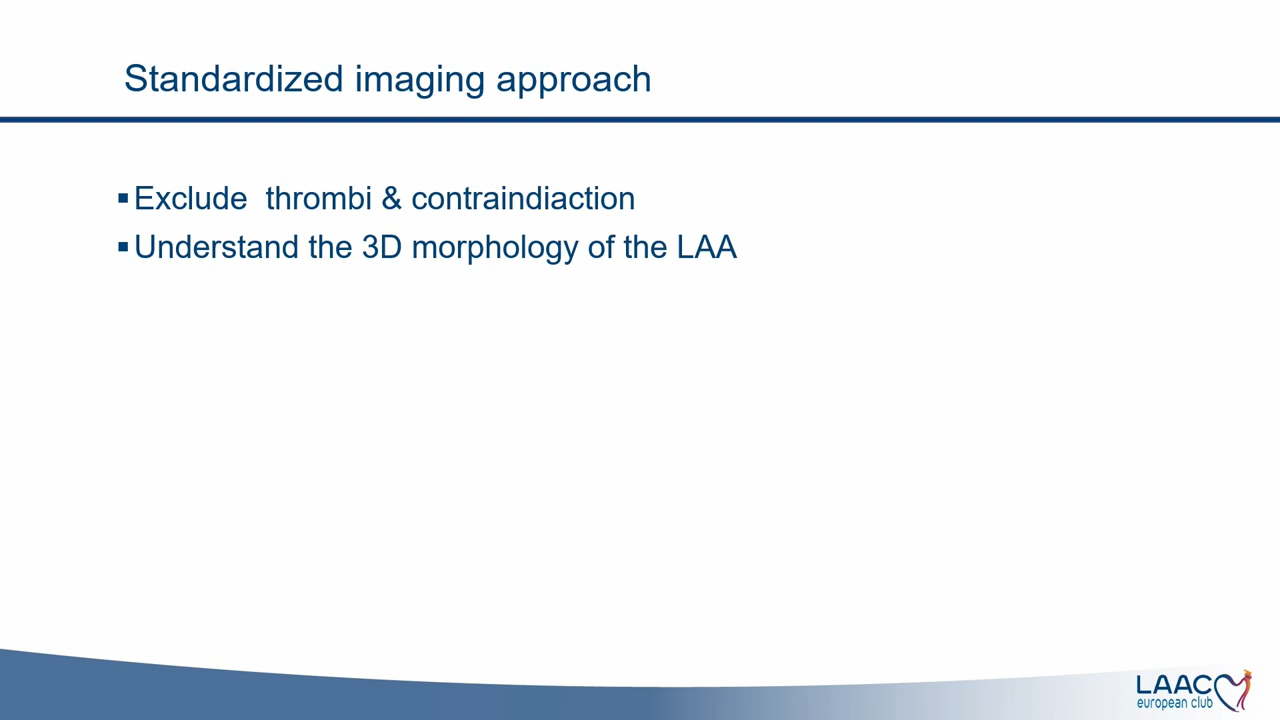 Standardized imaging approach
▪Exclude  thrombi & contraindiaction
▪Understand the 3D morphology of the LAA
LAAC
european club